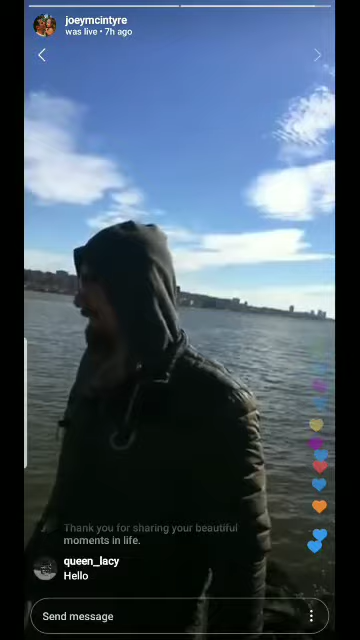 joeymcintyre
was live • 7h ago
Thank you for sharing your beautiful
moments in life.
queen_lacy
Hello
Send message